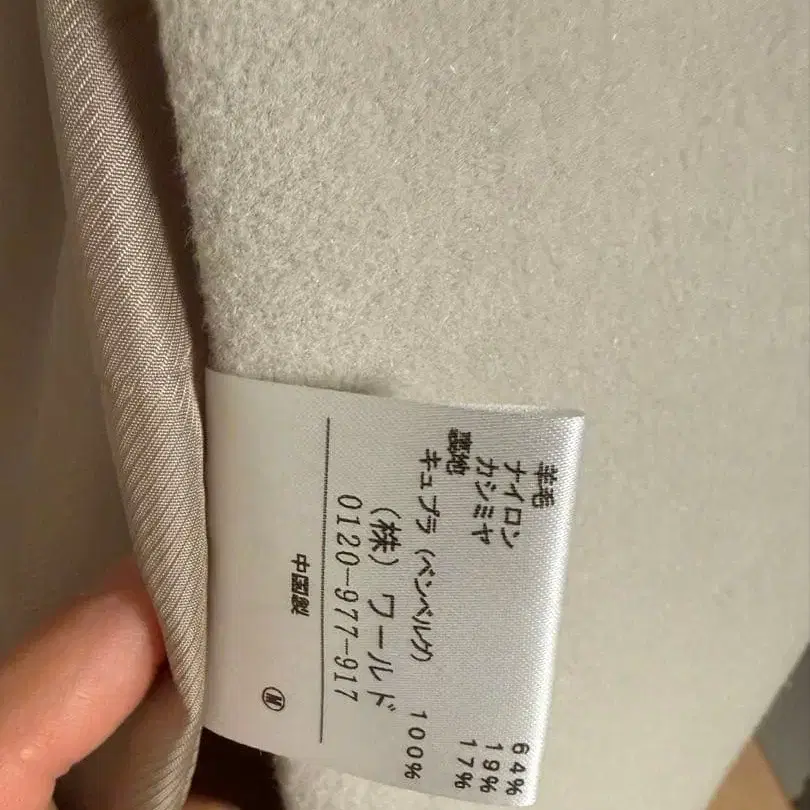 羊毛 64%
ナイロン 19%
カシミヤ 17%
裏地
キュプラ (ベンベルグ) 100%
(株) ワールド
0120-977-917
中国製
M